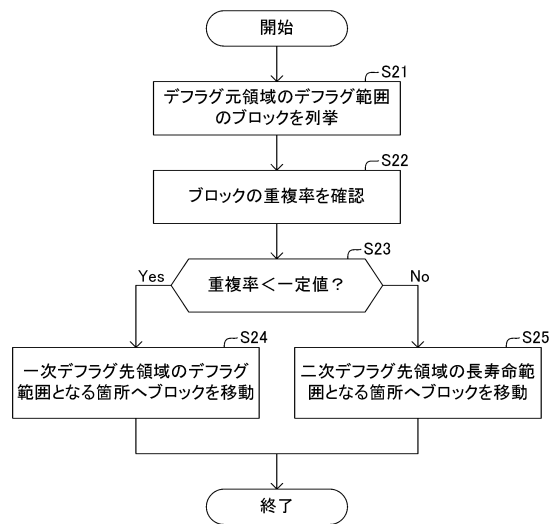 開始
S21
デフラグ元領域のデフラグ範囲
のブロックを列挙
S22
ブロックの重複率を確認
S23
重複率＜一定値？
Yes
No
S24
一次デフラグ先領域のデフラグ
範囲となる箇所へブロックを移動
S25
二次デフラグ先領域の長寿命範
囲となる箇所へブロックを移動
終了